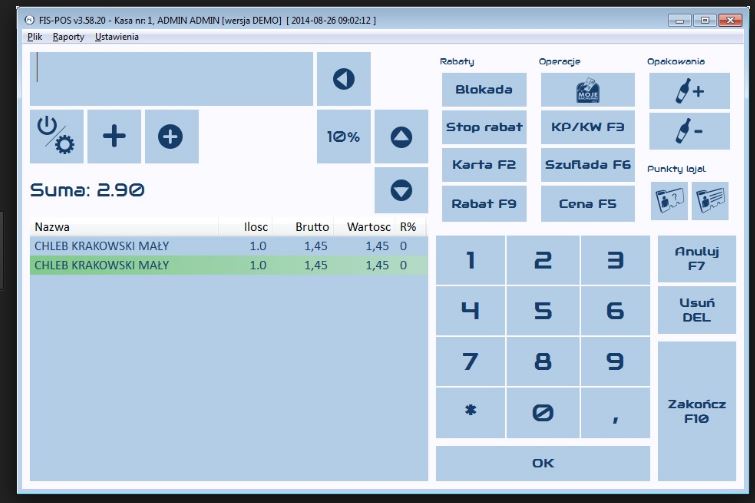 FIS-POS v3.58.20 - Kasa nr: 1, ADMIN ADMIN [wersja DEMO] [ 2014-08-26 09:02:12 ]
Plik Raporty Ustawienia
Rabaty Operacje Opakowania
Blokada MOJE +
10% Stop rabat KP/KW F3 -
Karta F2 Szuflada F6 Punkty lojal
Suma: 2.90 Rabat F9 Cena F5
Nazwa Ilosc Brutto Wartosc R%
CHLEB KRAKOWSKI MAŁY 1.0 1,45 1,45 0
CHLEB KRAKOWSKI MAŁY 1.0 1,45 1,45 0
1 2 3 Anuluj
F7
4 5 6 Usuń
DEL
7 8 9
* 0 , Zakończ
F10
OK